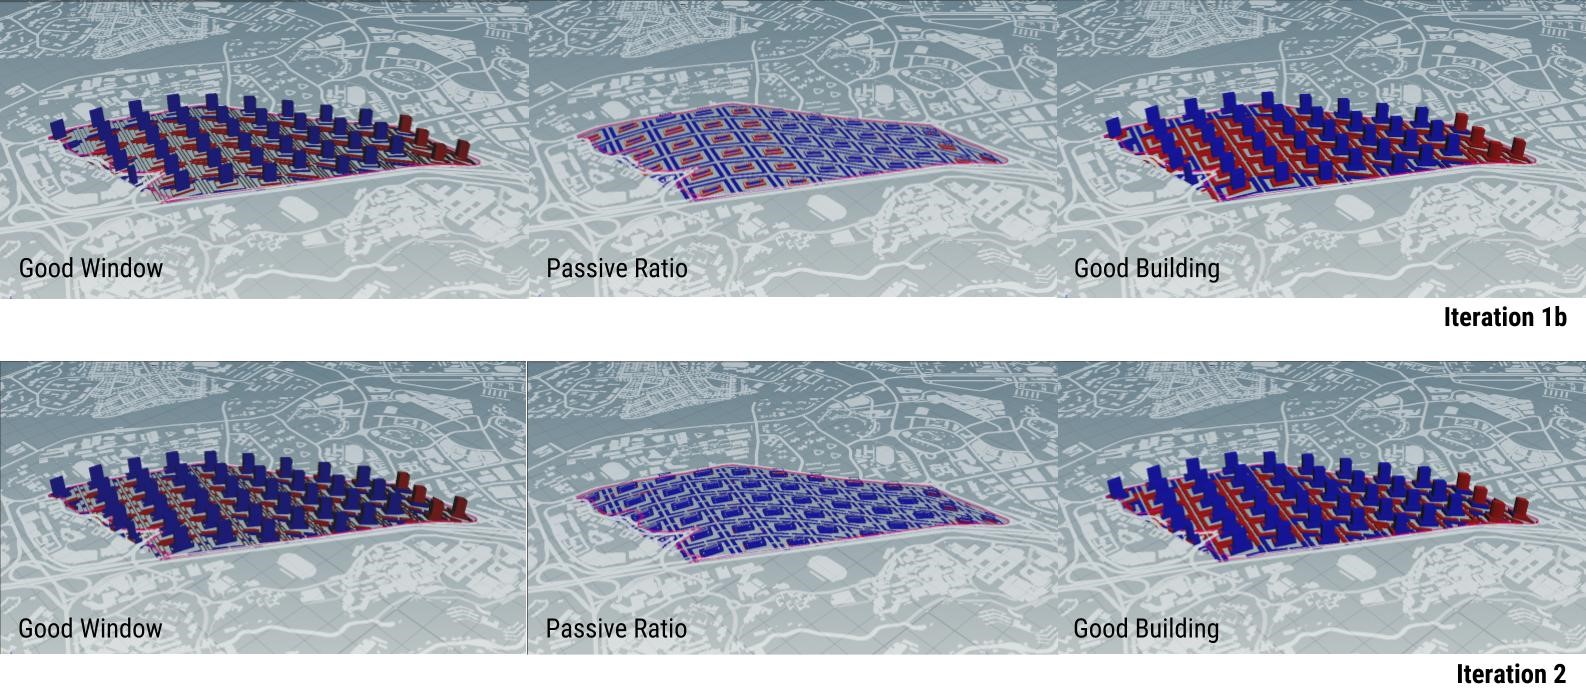 Good Window
Passive Ratio
Good Building
Iteration 1b
Good Window
Passive Ratio
Good Building
Iteration 2